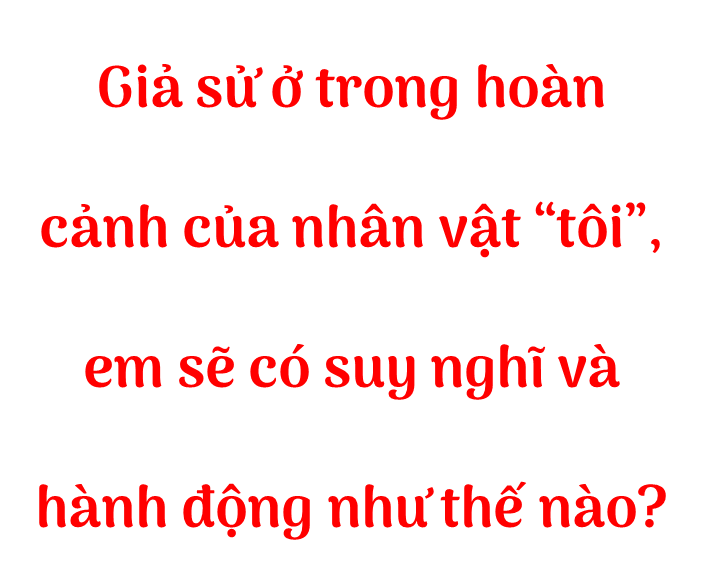 Giả sử ở trong hoàn
cảnh của nhân vật “tôi”,
em sẽ có suy nghĩ và
hành động như thế nào?